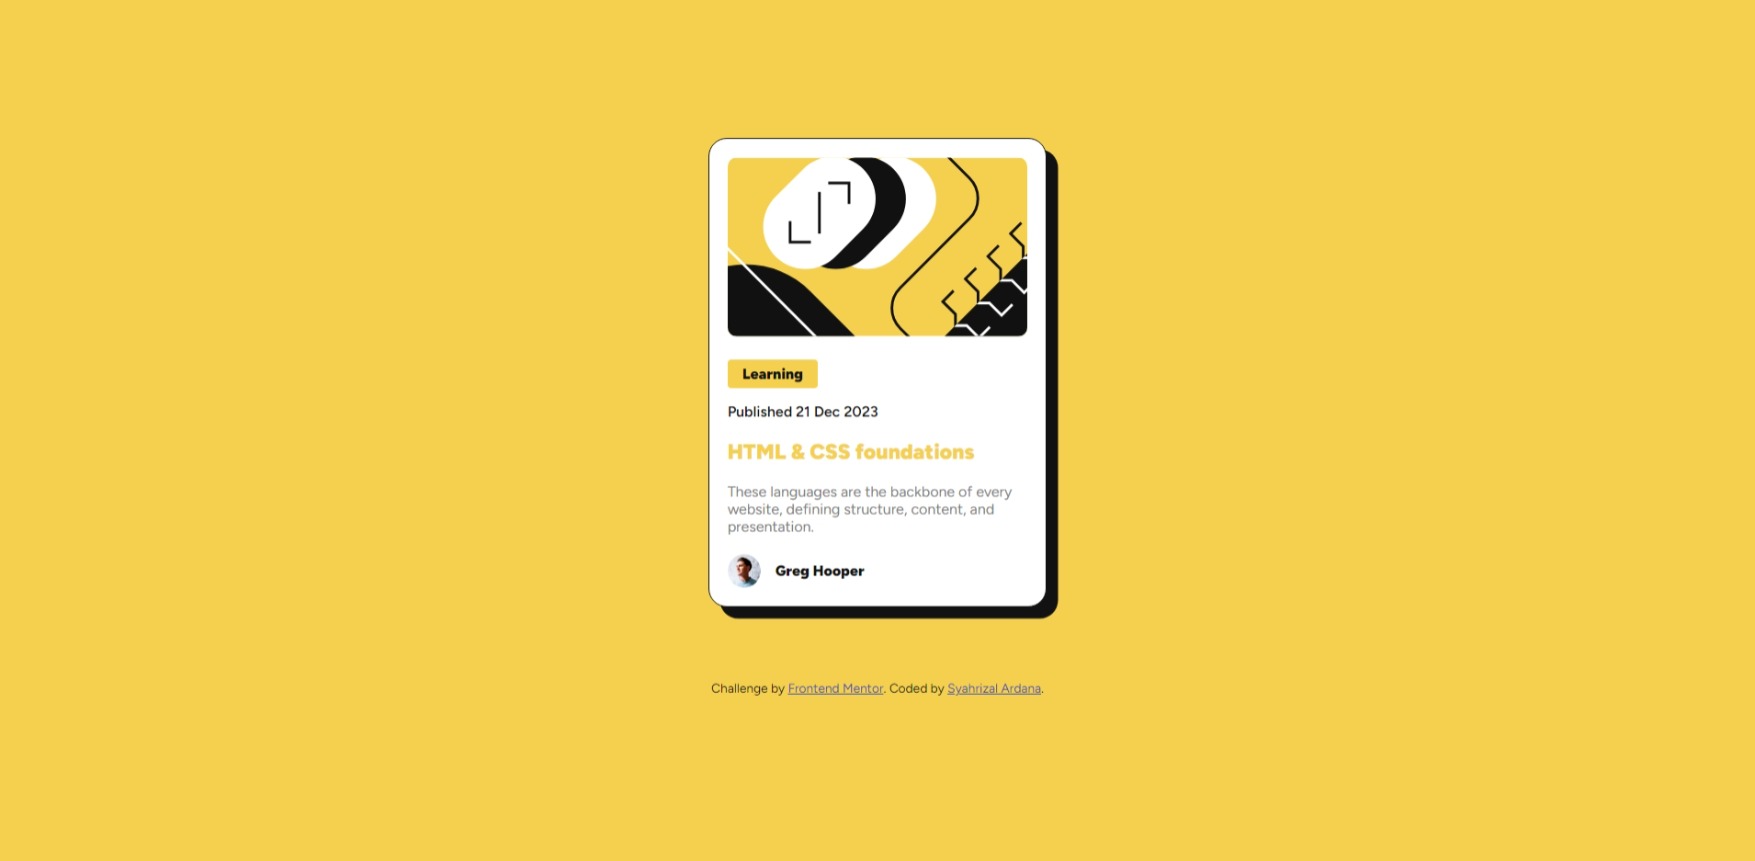 Learning
Published 21 Dec 2023
HTML & CSS foundations
These languages are the backbone of every
website, defining structure, content, and
presentation.
Greg Hooper
Challenge by Frontend Mentor. Coded by Syahrizal Ardana.